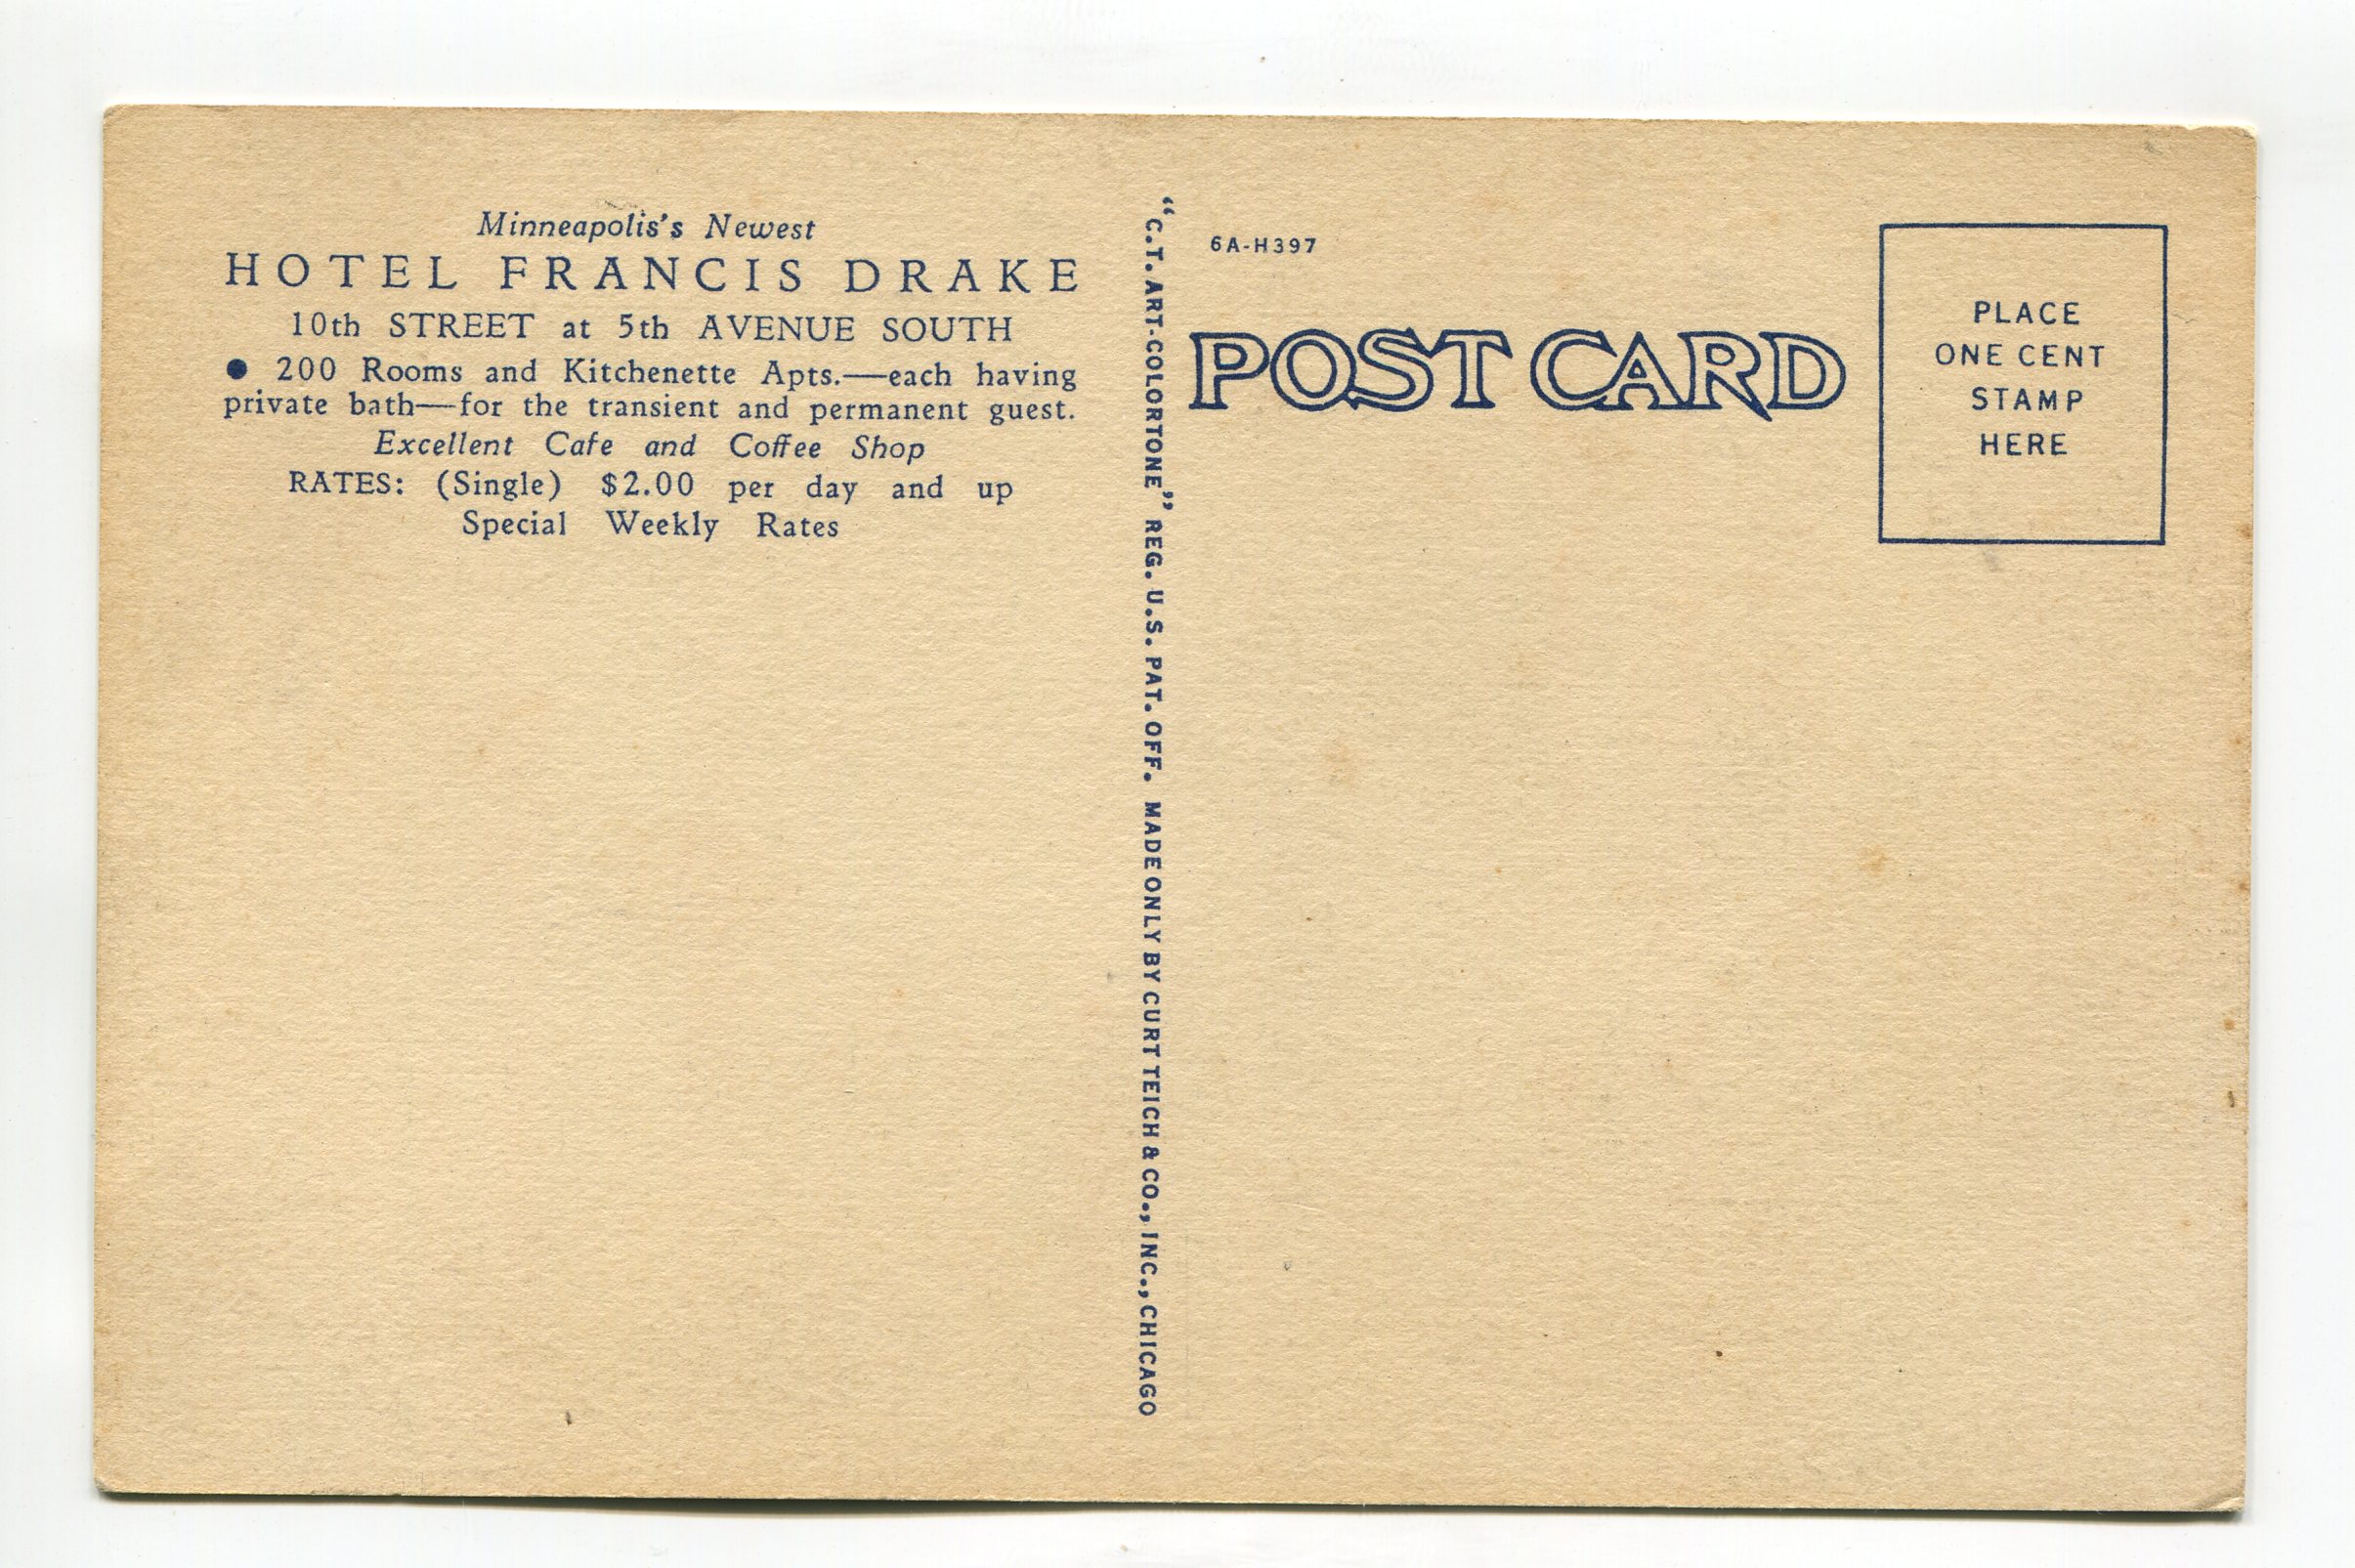 Minneapolis's Newest
HOTEL FRANCIS DRAKE
10th STREET at 5th AVENUE SOUTH
● 200 Rooms and Kitchenette Apts.—each having
private bath—for the transient and permanent guest.
Excellent Cafe and Coffee Shop
RATES: (Single) $2.00 per day and up
Special Weekly Rates
"C.T. ART-COLORTONE" REG. U.S. PAT. OFF. MADE ONLY BY CURT TEICH & CO., INC., CHICAGO
6A-H397
POST CARD
PLACE
ONE CENT
STAMP
HERE